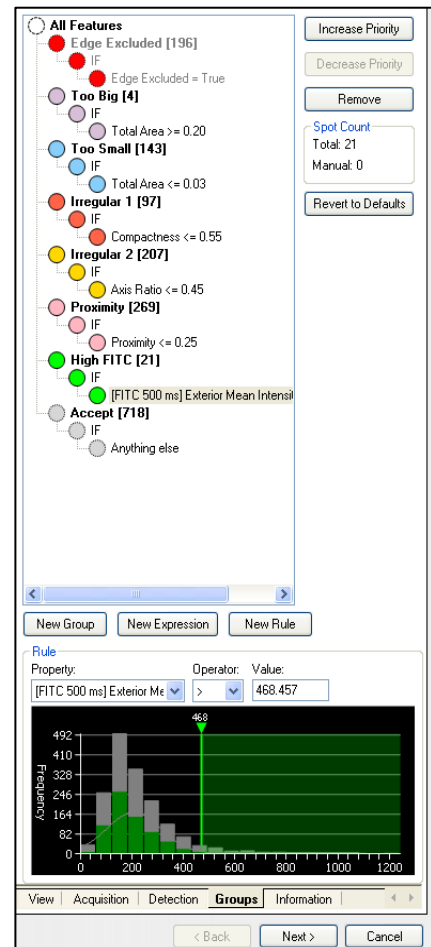 All Features
Edge Excluded [196]
IF
Edge Excluded = True
Too Big [4]
IF
Total Area >= 0.20
Too Small [143]
IF
Total Area <= 0.03
Irregular 1 [97]
IF
Compactness <= 0.55
Irregular 2 [207]
IF
Axis Ratio <= 0.45
Proximity [269]
IF
Proximity <= 0.25
High FITC [21]
IF
[FITC 500 ms] Exterior Mean Intensit
Accept [718]
IF
Anything else
Increase Priority
Decrease Priority
Remove
Spot Count
Total: 21
Manual: 0
Revert to Defaults
New Group New Expression New Rule
Rule
Property: Operator: Value:
[FITC 500 ms] Exterior Me > 468.457
468
Frequency
492
410
328
246
164
82
0
0 200 400 600 800 1000 1200
View Acquisition Detection Groups Information
< Back Next > Cancel